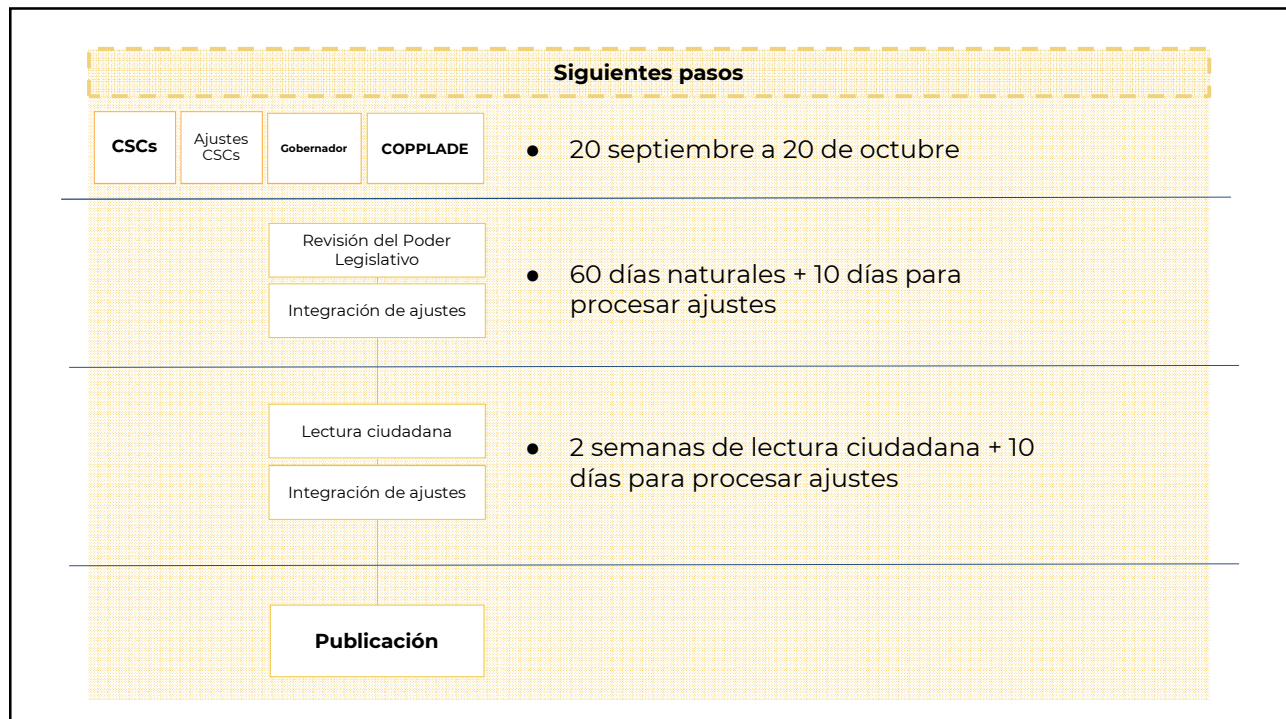 Siguientes pasos
CSCs
Ajustes
CSCs
Gobernador
COPPLADE
● 20 septiembre a 20 de octubre
Revisión del Poder
Legislativo
Integración de ajustes
● 60 días naturales + 10 días para
procesar ajustes
Lectura ciudadana
Integración de ajustes
● 2 semanas de lectura ciudadana + 10
días para procesar ajustes
Publicación